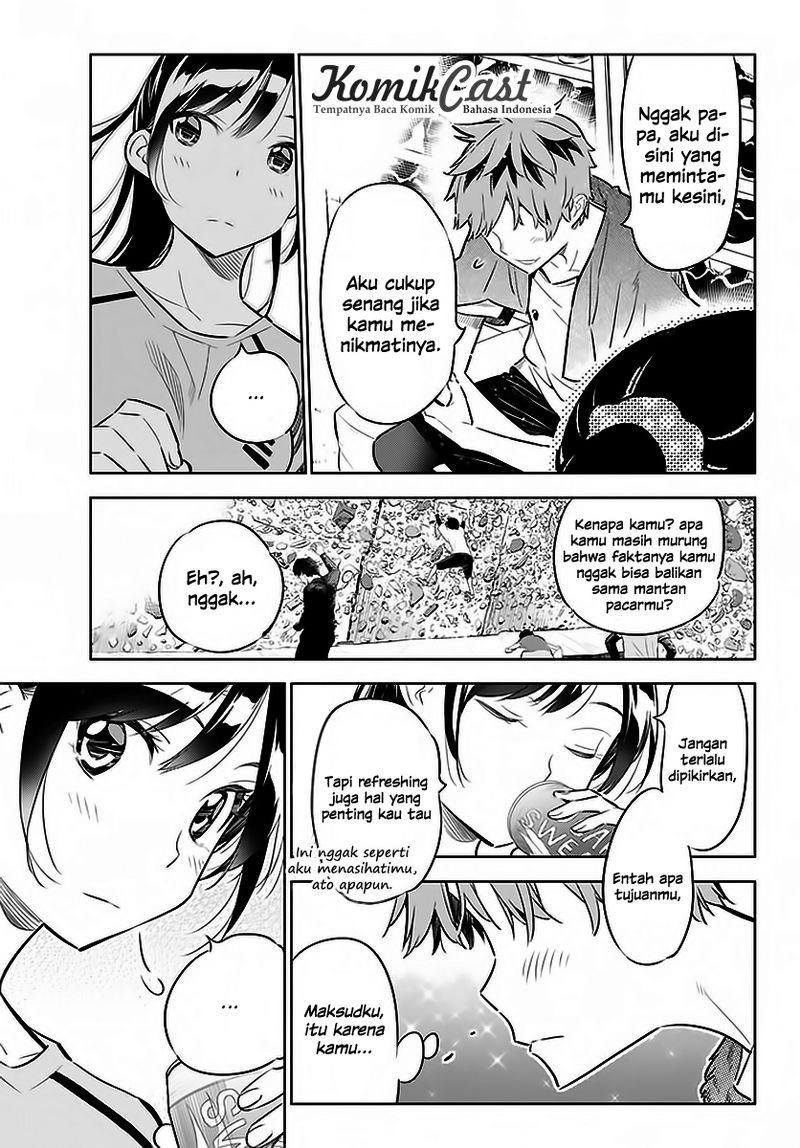 KomikCast
Tempatnya Baca Komik Bahasa Indonesia
Nggak pa-
pa, aku di-
sini yang
meminta-
mu kesini,
Aku cukup
senang jika
kamu me-
nikmatinya.
...
Kenapa kamu? apa
kamu masih murung
bahwa faktanya kamu
nggak bisa balikan
sama mantan
pacarmu?
Eh?, ah,
nggak...
Jangan
terlalu
dipikirkan,
Entah apa
tujuanmu,
Tapi refreshing
juga hal yang
penting kau tau
Ini nggak seperti
aku menasihatimu,
ato apapun.
SWE
Maksudku,
itu karena
kamu...
...